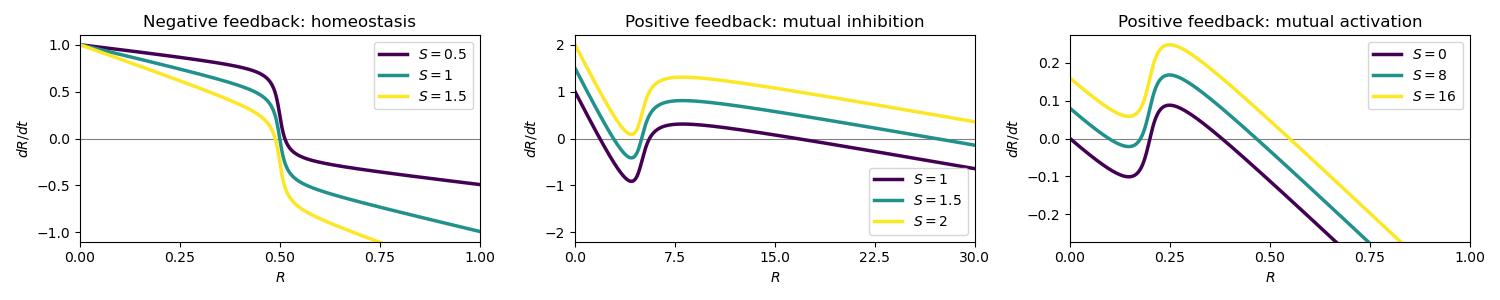 Negative feedback: homeostasis
dR/dt
1.0
0.5
0.0
−0.5
−1.0
S = 0.5
S = 1
S = 1.5
0.00 0.25 0.50 0.75 1.00
R
Positive feedback: mutual inhibition
dR/dt
2
1
0
−1
−2
S = 1
S = 1.5
S = 2
0.0 7.5 15.0 22.5 30.0
R
Positive feedback: mutual activation
dR/dt
0.2
0.1
0.0
−0.1
−0.2
S = 0
S = 8
S = 16
0.00 0.25 0.50 0.75 1.00
R